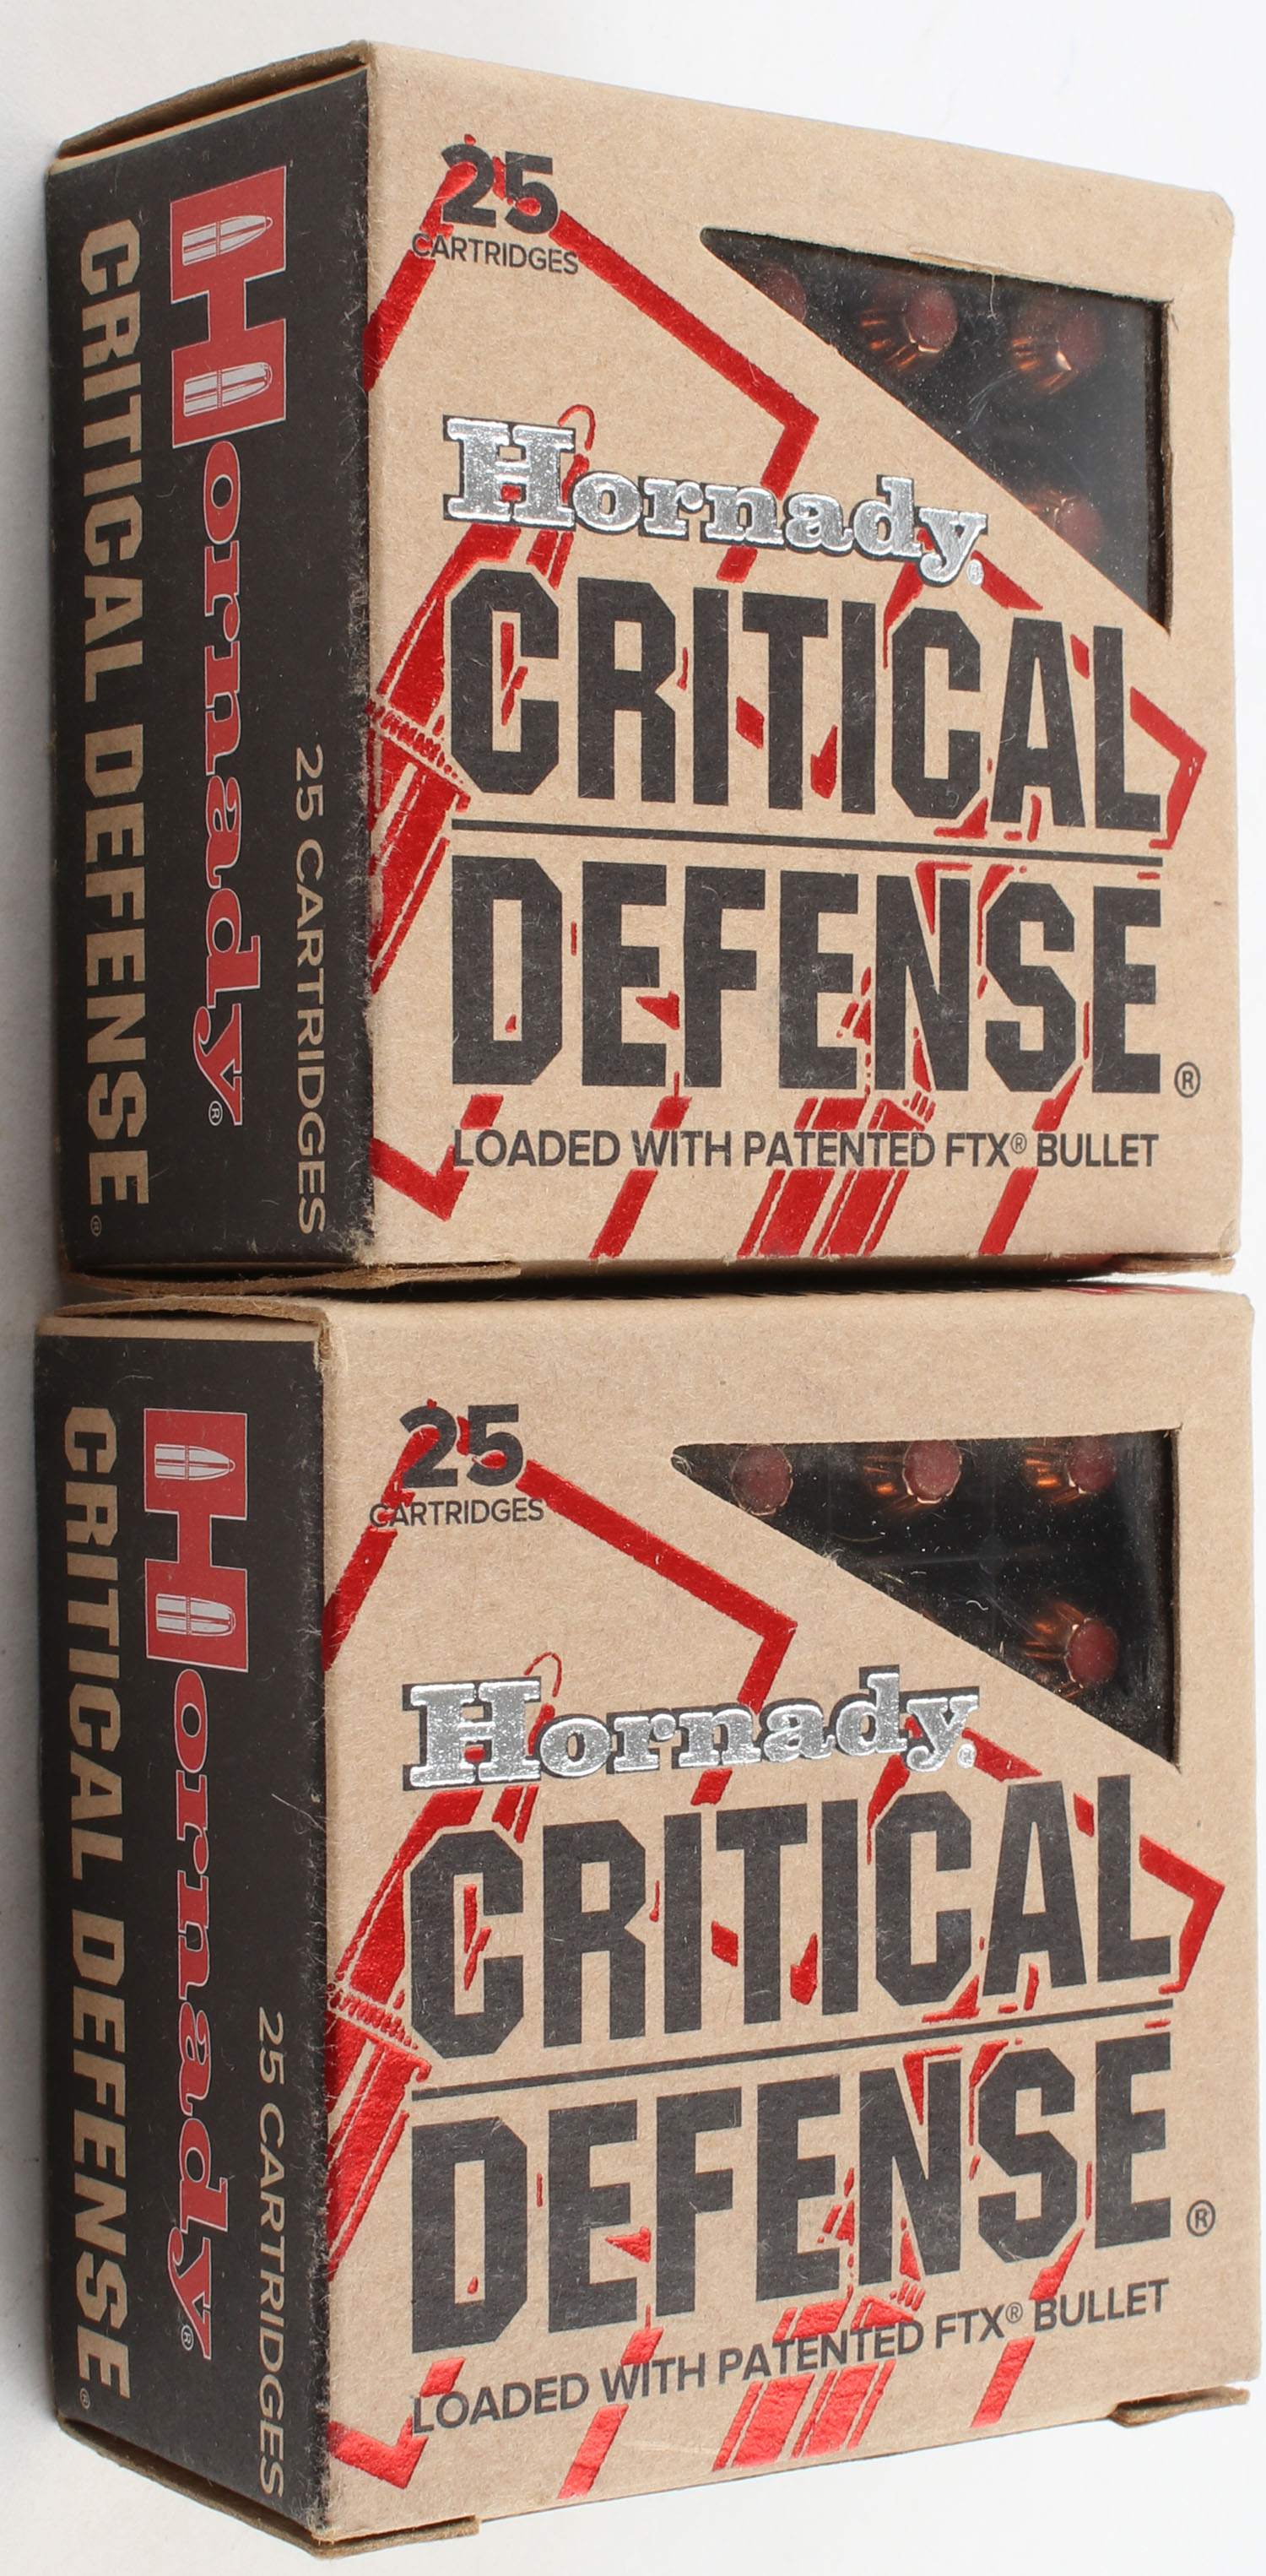 25
CARTRIDGES
Hornady®
CRITICAL
DEFENSE®
LOADED WITH PATENTED FTX® BULLET
Hornady®
CRITICAL DEFENSE®
25 CARTRIDGES
25
CARTRIDGES
Hornady®
CRITICAL
DEFENSE®
LOADED WITH PATENTED FTX® BULLET
Hornady®
CRITICAL DEFENSE®
25 CARTRIDGES